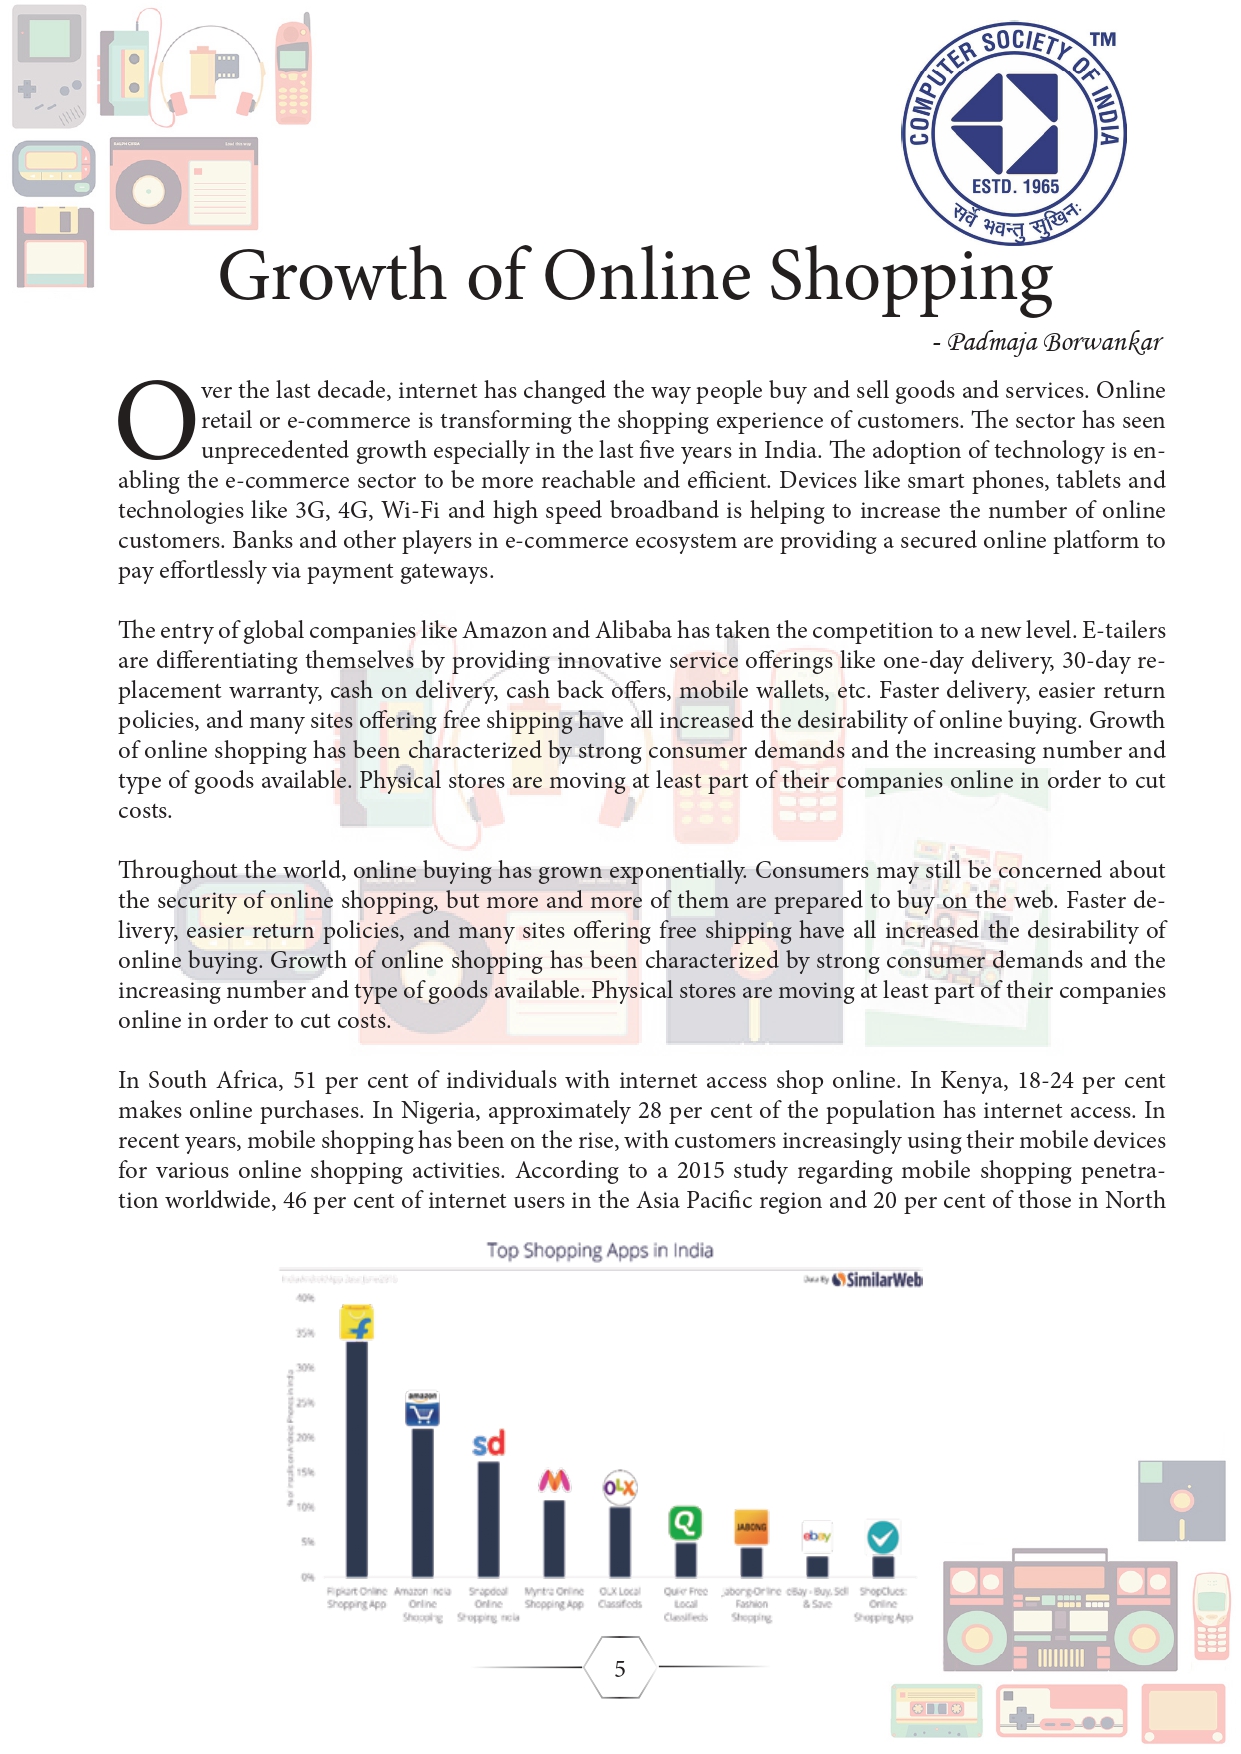 COMPUTER SOCIETY OF INDIA
TM
ESTD. 1965
सर्वे भवन्तु सुखिनः
Growth of Online Shopping
- Padmaja Borwankar
Over the last decade, internet has changed the way people buy and sell goods and services. Online
retail or e-commerce is transforming the shopping experience of customers. The sector has seen
unprecedented growth especially in the last five years in India. The adoption of technology is en-
abling the e-commerce sector to be more reachable and efficient. Devices like smart phones, tablets and
technologies like 3G, 4G, Wi-Fi and high speed broadband is helping to increase the number of online
customers. Banks and other players in e-commerce ecosystem are providing a secured online platform to
pay effortlessly via payment gateways.
The entry of global companies like Amazon and Alibaba has taken the competition to a new level. E-tailers
are differentiating themselves by providing innovative service offerings like one-day delivery, 30-day re-
placement warranty, cash on delivery, cash back offers, mobile wallets, etc. Faster delivery, easier return
policies, and many sites offering free shipping have all increased the desirability of online buying. Growth
of online shopping has been characterized by strong consumer demands and the increasing number and
type of goods available. Physical stores are moving at least part of their companies online in order to cut
costs.
Throughout the world, online buying has grown exponentially. Consumers may still be concerned about
the security of online shopping, but more and more of them are prepared to buy on the web. Faster de-
livery, easier return policies, and many sites offering free shipping have all increased the desirability of
online buying. Growth of online shopping has been characterized by strong consumer demands and the
increasing number and type of goods available. Physical stores are moving at least part of their companies
online in order to cut costs.
In South Africa, 51 per cent of individuals with internet access shop online. In Kenya, 18-24 per cent
makes online purchases. In Nigeria, approximately 28 per cent of the population has internet access. In
recent years, mobile shopping has been on the rise, with customers increasingly using their mobile devices
for various online shopping activities. According to a 2015 study regarding mobile shopping penetra-
tion worldwide, 46 per cent of internet users in the Asia Pacific region and 20 per cent of those in North
Top Shopping Apps in India
Data By SimilarWeb
% of Installs on Android Phones in India
40%
35%
30%
25%
20%
15%
10%
5%
0%
f
amazon
sd
OLX
Q
JABONG
ebay
Flipkart Online Shopping App
Amazon India Online Shopping
Snapdeal Online Shopping India
Myntra Online Shopping App
OLX Local Classifieds
Quikr Free Local Classifieds
Jabong-Online Fashion Shopping
eBay - Buy, Sell & Save
ShopClues: Online Shopping App
5